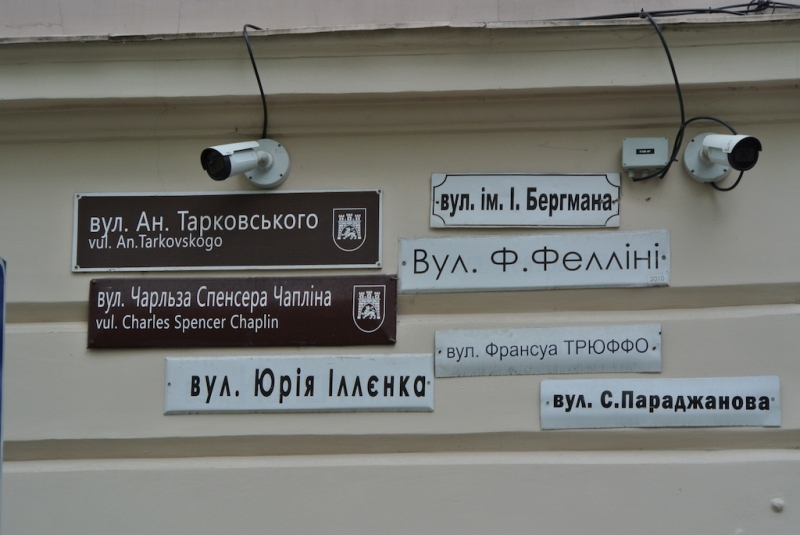 вул. Ан. Тарковського
vul. An.Tarkovskogo
вул. ім. І. Бергмана
Вул. Ф.Фелліні
2010
вул. Чарльза Спенсера Чапліна
vul. Charles Spencer Chaplin
вул. Франсуа ТРЮФФО
вул. Юрія Іллєнка
вул. С.Параджанова